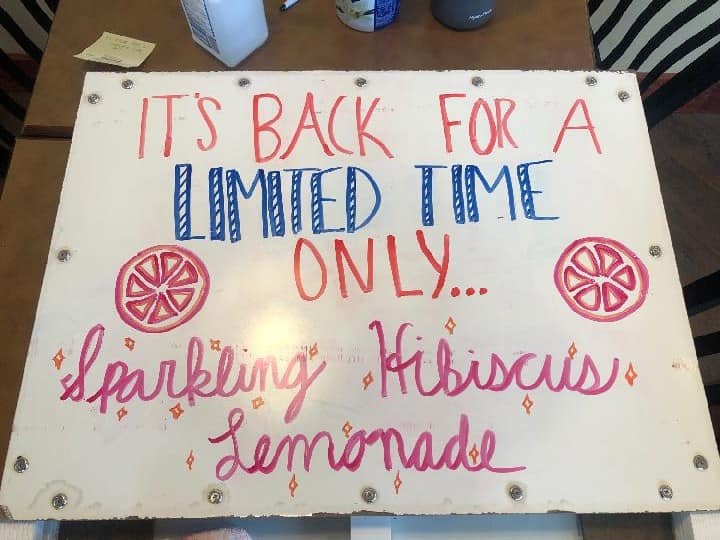 IT'S BACK FOR A
LIMITED TIME
ONLY...
Sparkling Hibiscus
Lemonade